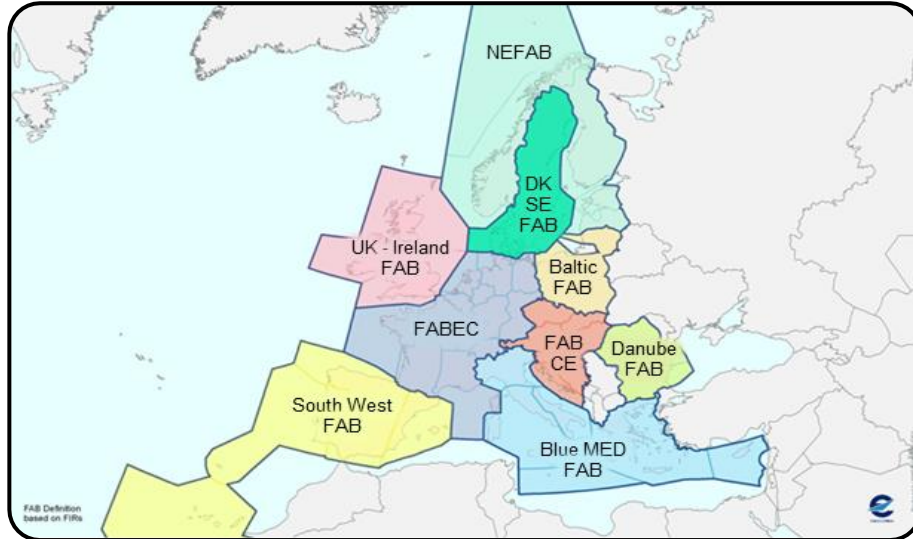 NEFAB
DK
SE
FAB
UK - Ireland
FAB
Baltic
FAB
FABEC
FAB
CE
Danube
FAB
South West
FAB
Blue MED
FAB
FAB Definition
based on FIRs